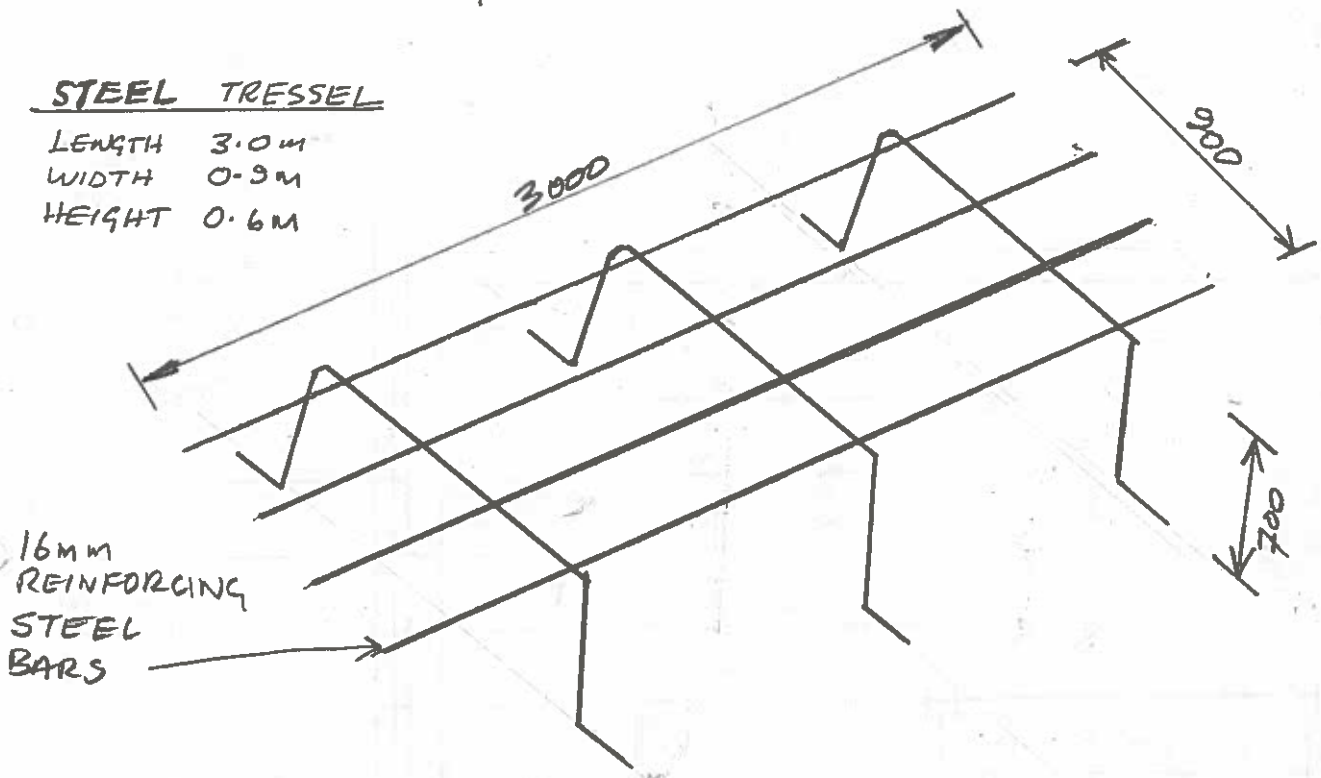 STEEL TRESSEL
LENGTH 3.0m
WIDTH 0.9m
HEIGHT 0.6M
3000
900
700
16mm
REINFORCING
STEEL
BARS